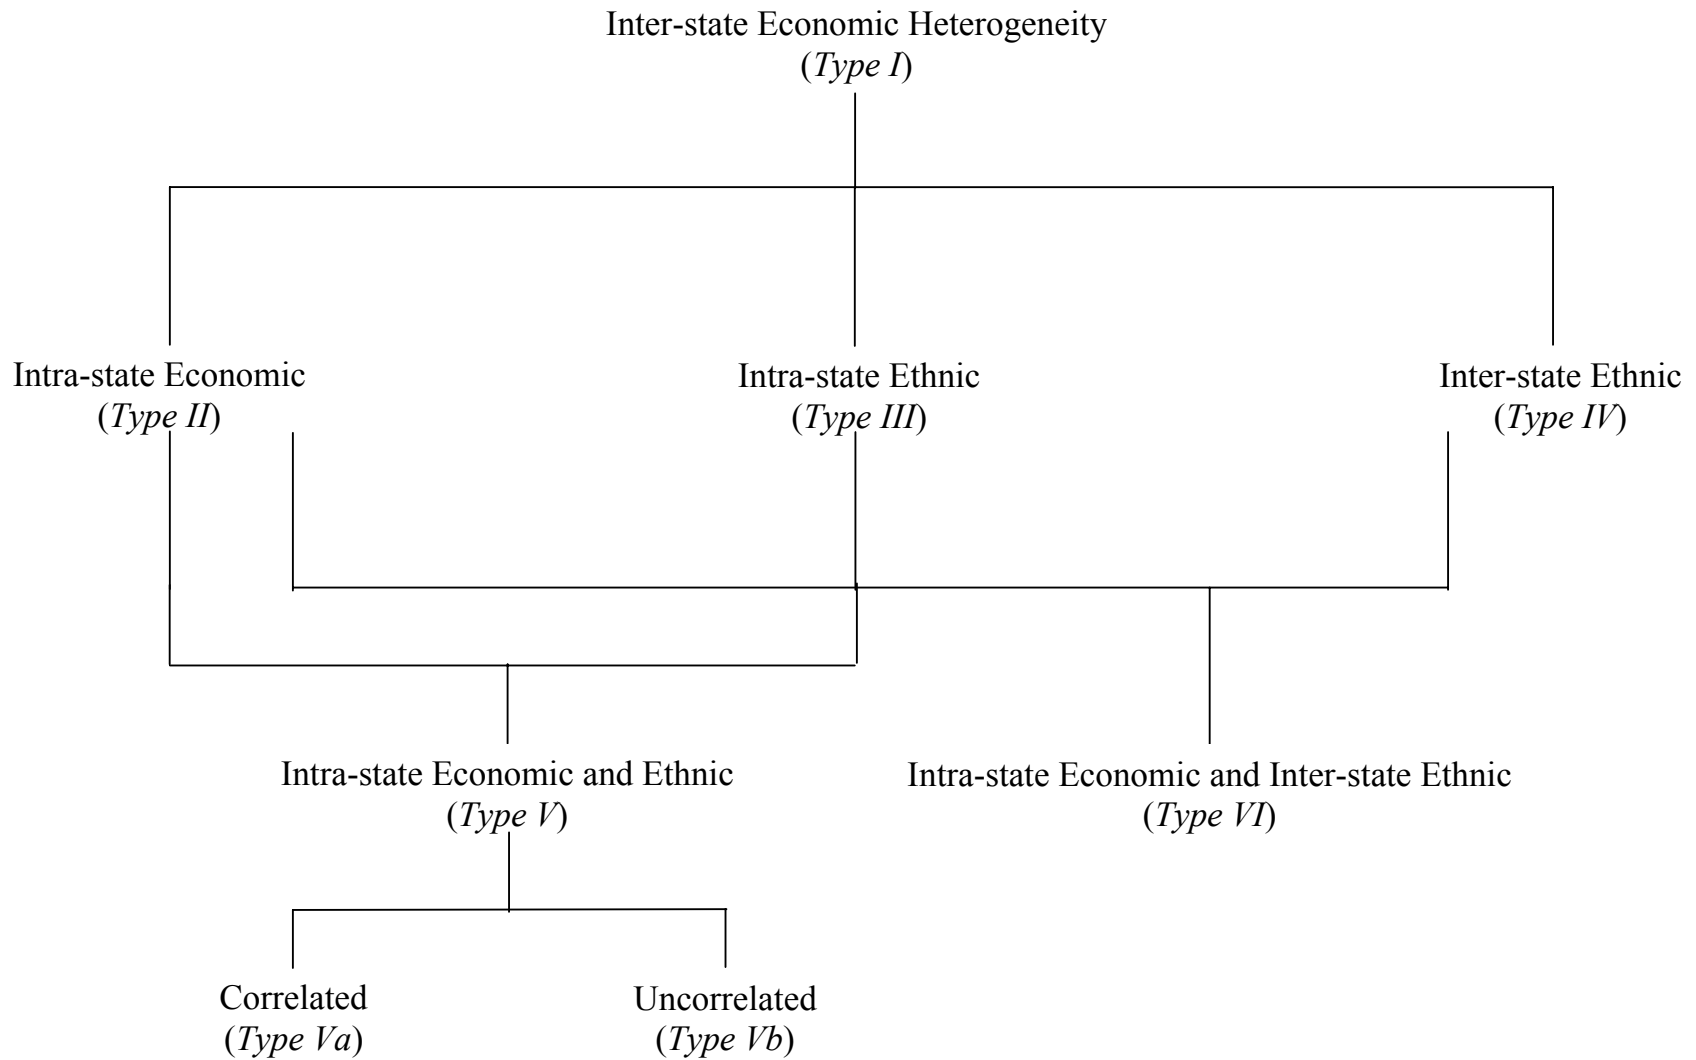 Inter-state Economic Heterogeneity
(Type I)
Intra-state Economic
(Type II)
Intra-state Ethnic
(Type III)
Inter-state Ethnic
(Type IV)
Intra-state Economic and Ethnic
(Type V)
Intra-state Economic and Inter-state Ethnic
(Type VI)
Correlated
(Type Va)
Uncorrelated
(Type Vb)